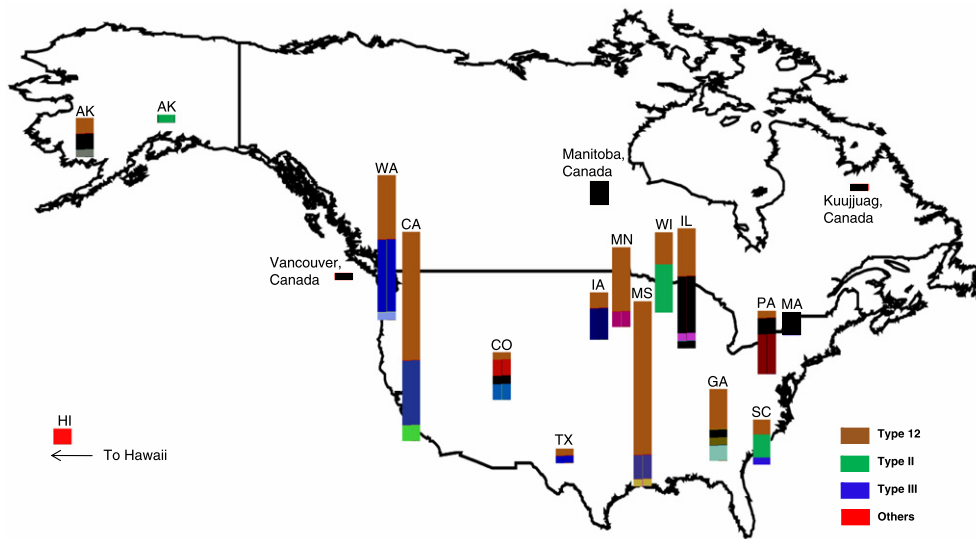 AK
AK
WA
CA
Manitoba,
Canada
Kuujjuag,
Canada
Vancouver,
Canada
WI
IL
MN
IA
MS
PA
MA
CO
GA
SC
TX
HI
To Hawaii
Type 12
Type II
Type III
Others